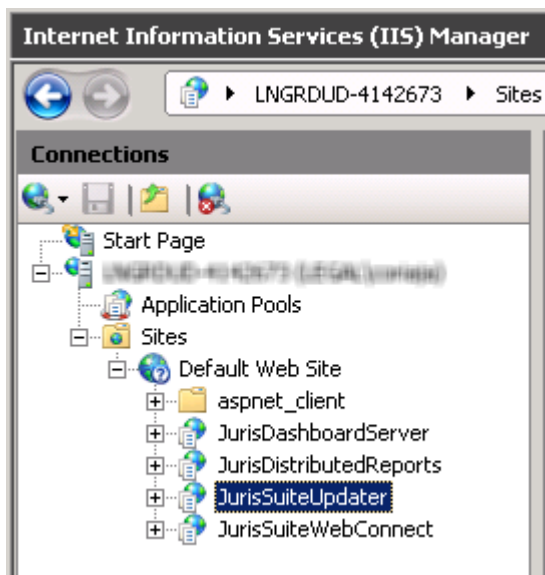 Internet Information Services (IIS) Manager
LNGRDUD-4142673 Sites
Connections
Start Page
Application Pools
Sites
Default Web Site
aspnet_client
JurisDashboardServer
JurisDistributedReports
JurisSuiteUpdater
JurisSuiteWebConnect